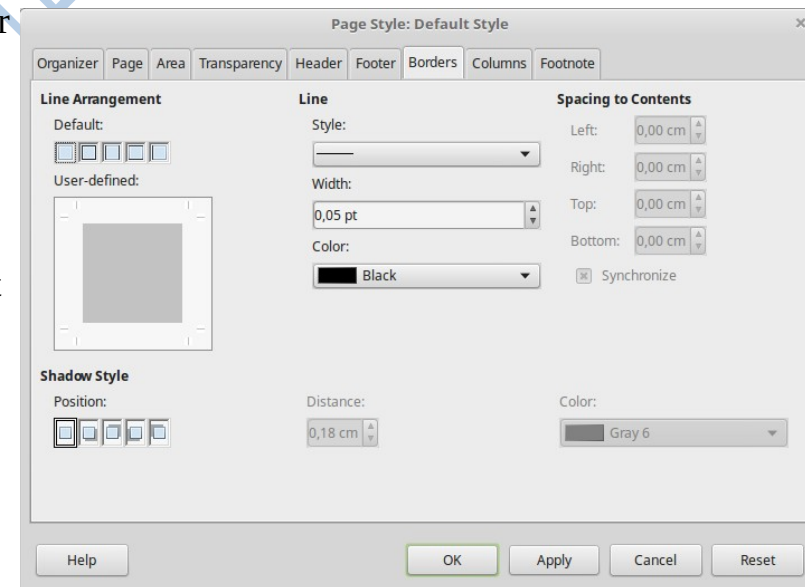 r
Page Style: Default Style
Organizer Page Area Transparency Header Footer Borders Columns Footnote
Line Arrangement
Default:
User-defined:
Line
Style:
Width:
0,05 pt
Color:
Black
Spacing to Contents
Left: 0,00 cm
Right: 0,00 cm
Top: 0,00 cm
Bottom: 0,00 cm
Synchronize
Shadow Style
Position:
Distance:
0,18 cm
Color:
Gray 6
Help OK Apply Cancel Reset